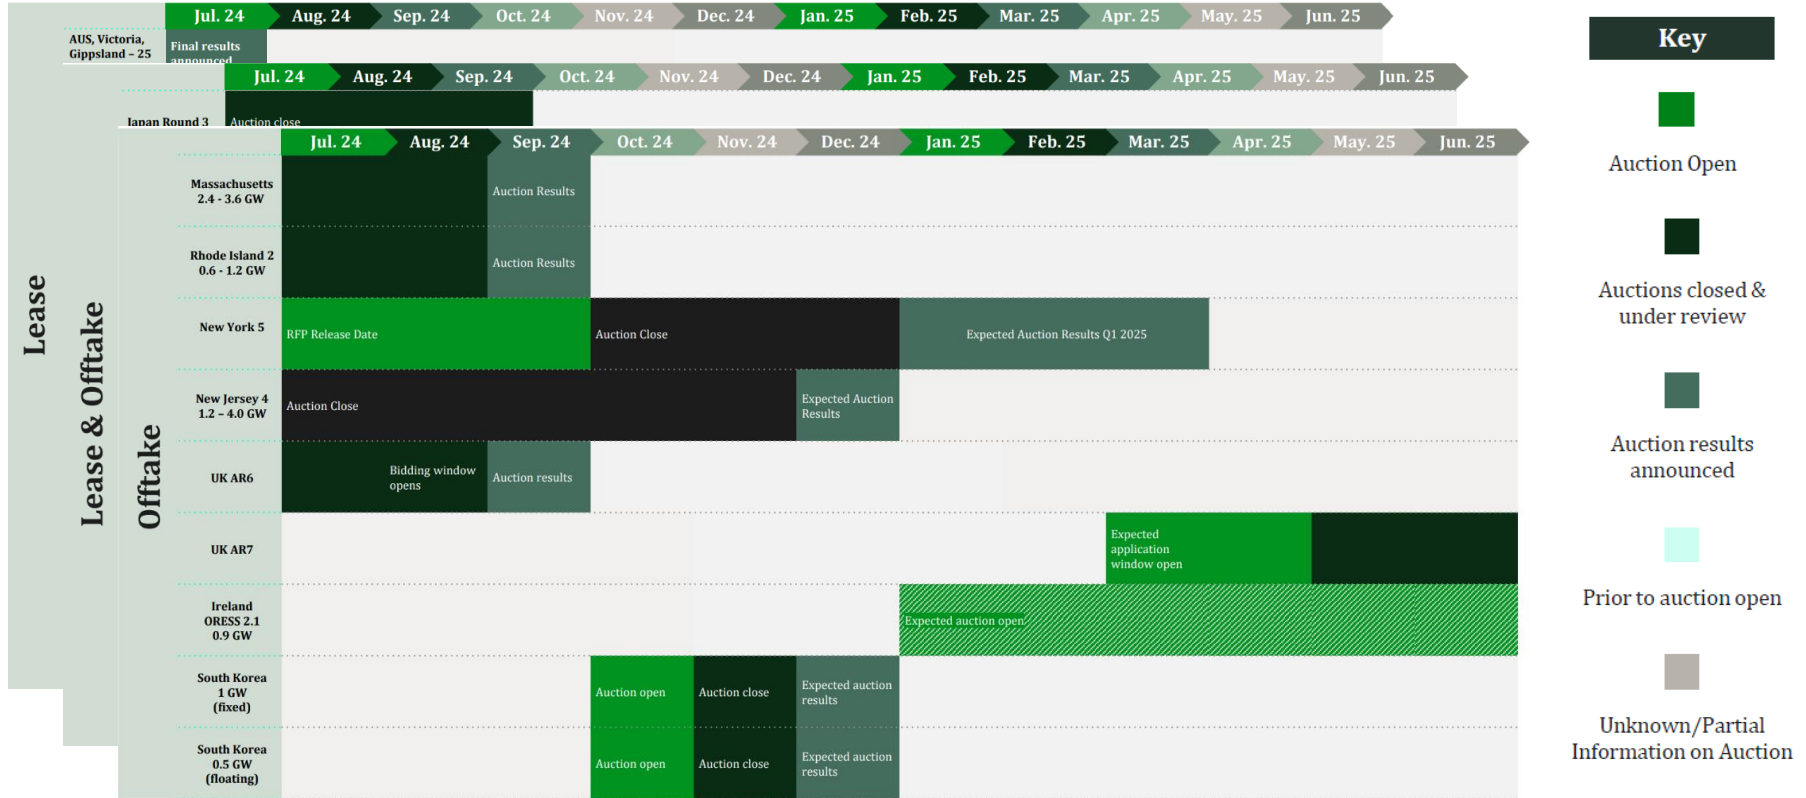 Jul. 24 Aug. 24 Sep. 24 Oct. 24 Nov. 24 Dec. 24 Jan. 25 Feb. 25 Mar. 25 Apr. 25 May. 25 Jun. 25
AUS, Victoria,
Gippsland – 25
Final results
announced
Jul. 24 Aug. 24 Sep. 24 Oct. 24 Nov. 24 Dec. 24 Jan. 25 Feb. 25 Mar. 25 Apr. 25 May. 25 Jun. 25
Japan Round 3
Auction close
Jul. 24 Aug. 24 Sep. 24 Oct. 24 Nov. 24 Dec. 24 Jan. 25 Feb. 25 Mar. 25 Apr. 25 May. 25 Jun. 25
Lease
Lease & Offtake
Offtake
Massachusetts
2.4 - 3.6 GW
Auction Results
Rhode Island 2
0.6 - 1.2 GW
Auction Results
New York 5
RFP Release Date
Auction Close
Expected Auction Results Q1 2025
New Jersey 4
1.2 – 4.0 GW
Auction Close
Expected Auction
Results
UK AR6
Bidding window
opens
Auction results
UK AR7
Expected
application
window open
Ireland
ORESS 2.1
0.9 GW
Expected auction open
South Korea
1 GW
(fixed)
Auction open
Auction close
Expected auction
results
South Korea
0.5 GW
(floating)
Auction open
Auction close
Expected auction
results
Key
Auction Open
Auctions closed &
under review
Auction results
announced
Prior to auction open
Unknown/Partial
Information on Auction